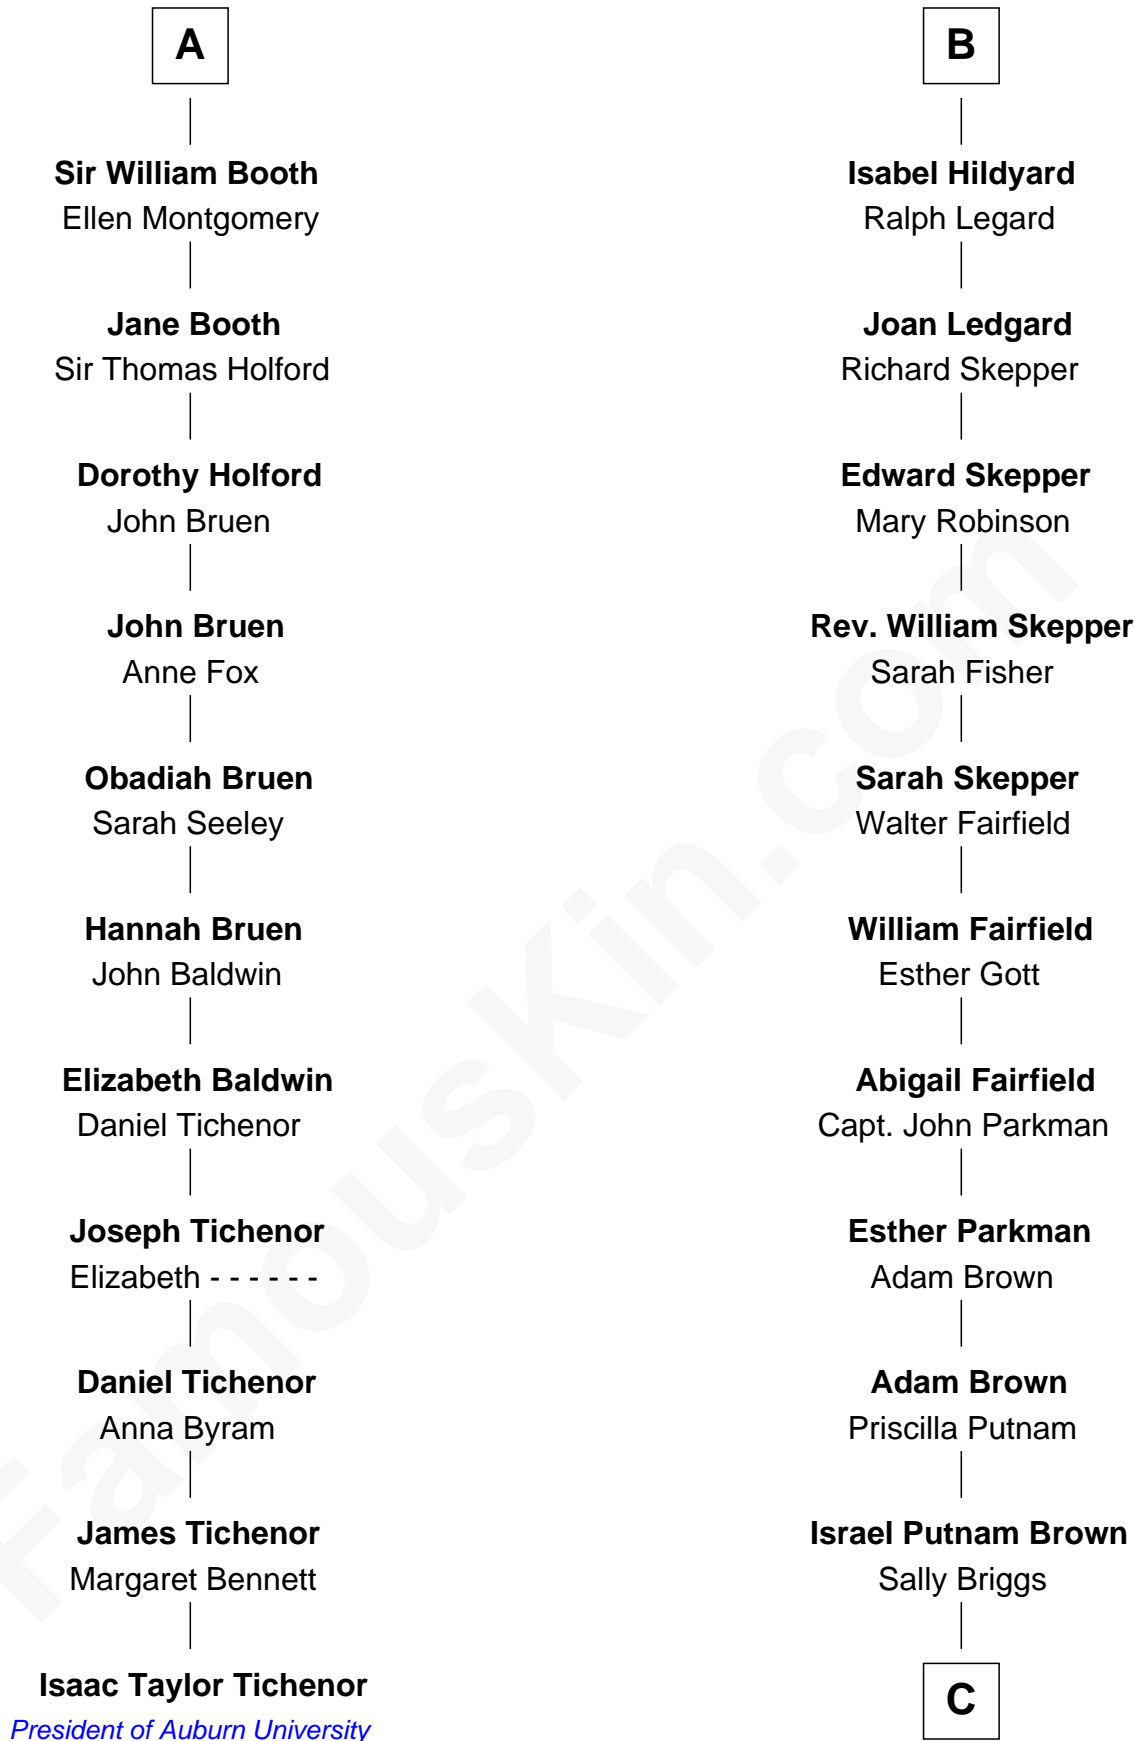 A
Sir William Booth
Ellen Montgomery
Jane Booth
Sir Thomas Holford
Dorothy Holford
John Bruen
John Bruen
Anne Fox
Obadiah Bruen
Sarah Seeley
Hannah Bruen
John Baldwin
Elizabeth Baldwin
Daniel Tichenor
Joseph Tichenor
Elizabeth - - - - - -
Daniel Tichenor
Anna Byram
James Tichenor
Margaret Bennett
Isaac Taylor Tichenor
President of Auburn University
B
Isabel Hildyard
Ralph Legard
Joan Ledgard
Richard Skepper
Edward Skepper
Mary Robinson
Rev. William Skepper
Sarah Fisher
Sarah Skepper
Walter Fairfield
William Fairfield
Esther Gott
Abigail Fairfield
Capt. John Parkman
Esther Parkman
Adam Brown
Adam Brown
Priscilla Putnam
Israel Putnam Brown
Sally Briggs
C
FamousKin.com